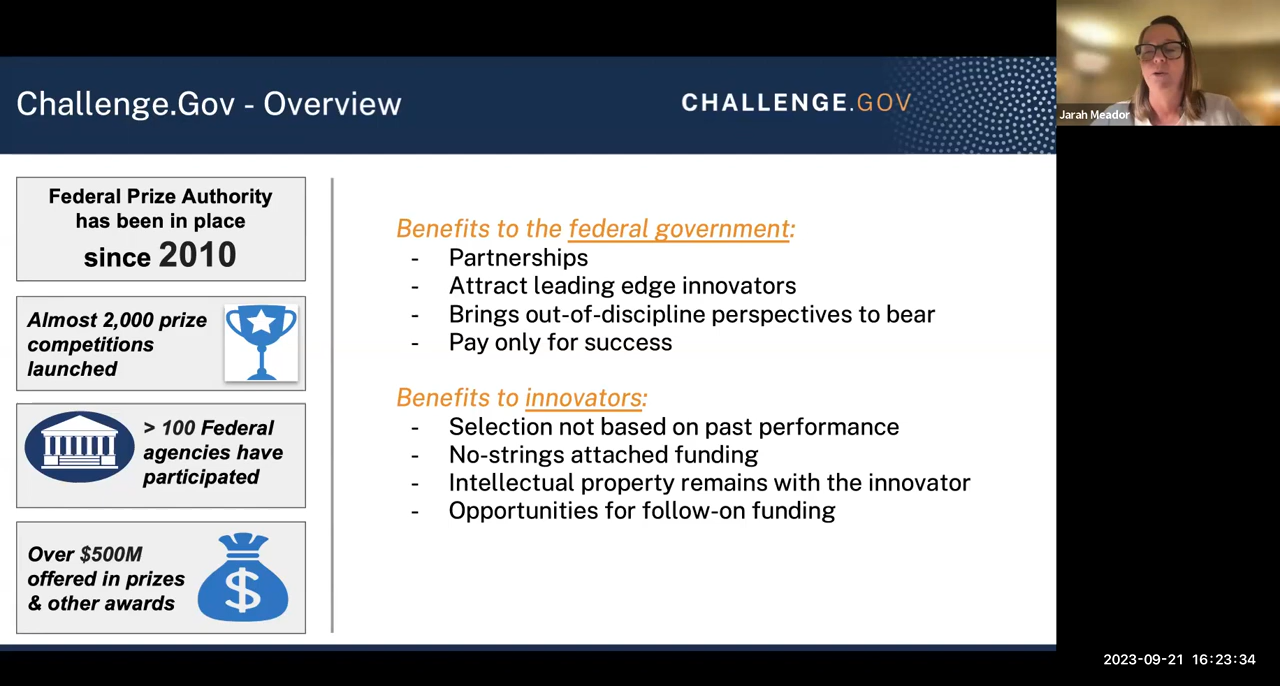 Challenge.Gov - Overview
CHALLENGE.GOV
Jarah Meador
Federal Prize Authority
has been in place
since 2010
Almost 2,000 prize
competitions
launched
> 100 Federal
agencies have
participated
Over $500M
offered in prizes
& other awards
$
Benefits to the federal government:
- Partnerships
- Attract leading edge innovators
- Brings out-of-discipline perspectives to bear
- Pay only for success
Benefits to innovators:
- Selection not based on past performance
- No-strings attached funding
- Intellectual property remains with the innovator
- Opportunities for follow-on funding
2023-09-21 16:23:34